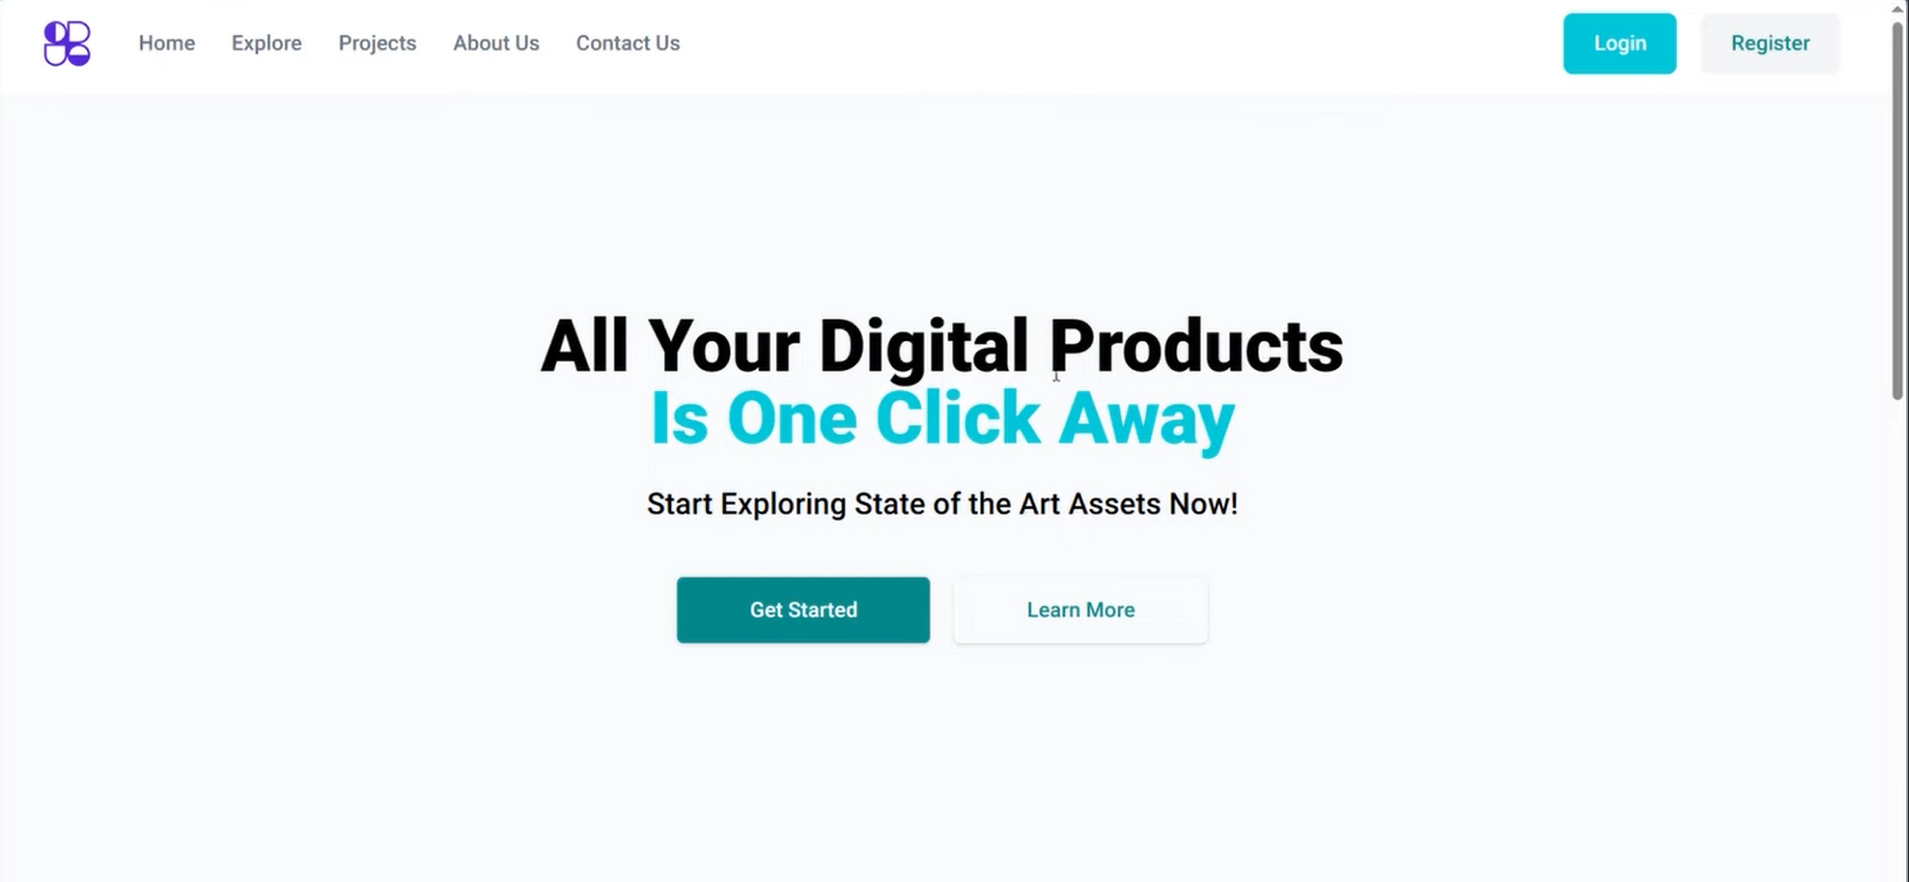 Home Explore Projects About Us Contact Us Login Register
All Your Digital Products
Is One Click Away
Start Exploring State of the Art Assets Now!
Get Started Learn More